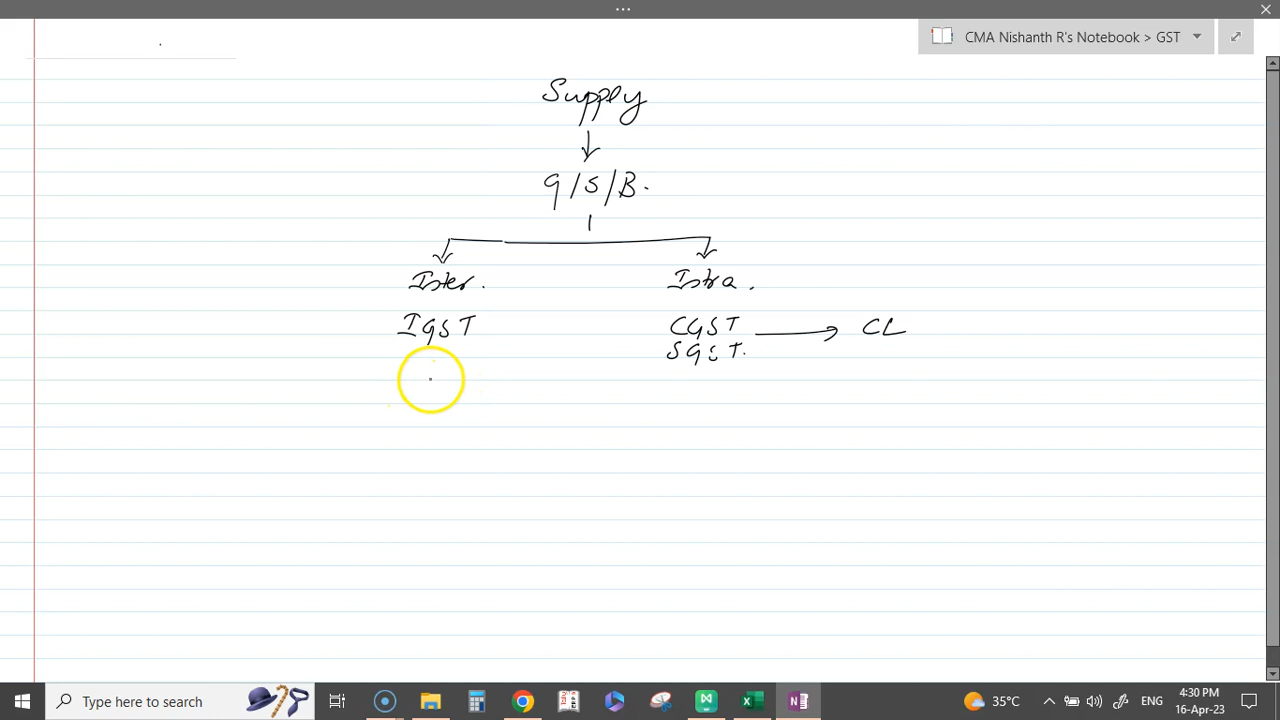 ...
CMA Nishanth R's Notebook > GST
Supply
G/S/B.
Inter.
Intra.
IGST
CGST
CL
SGST.
Type here to search
35°C
ENG
4:30 PM
16-Apr-23